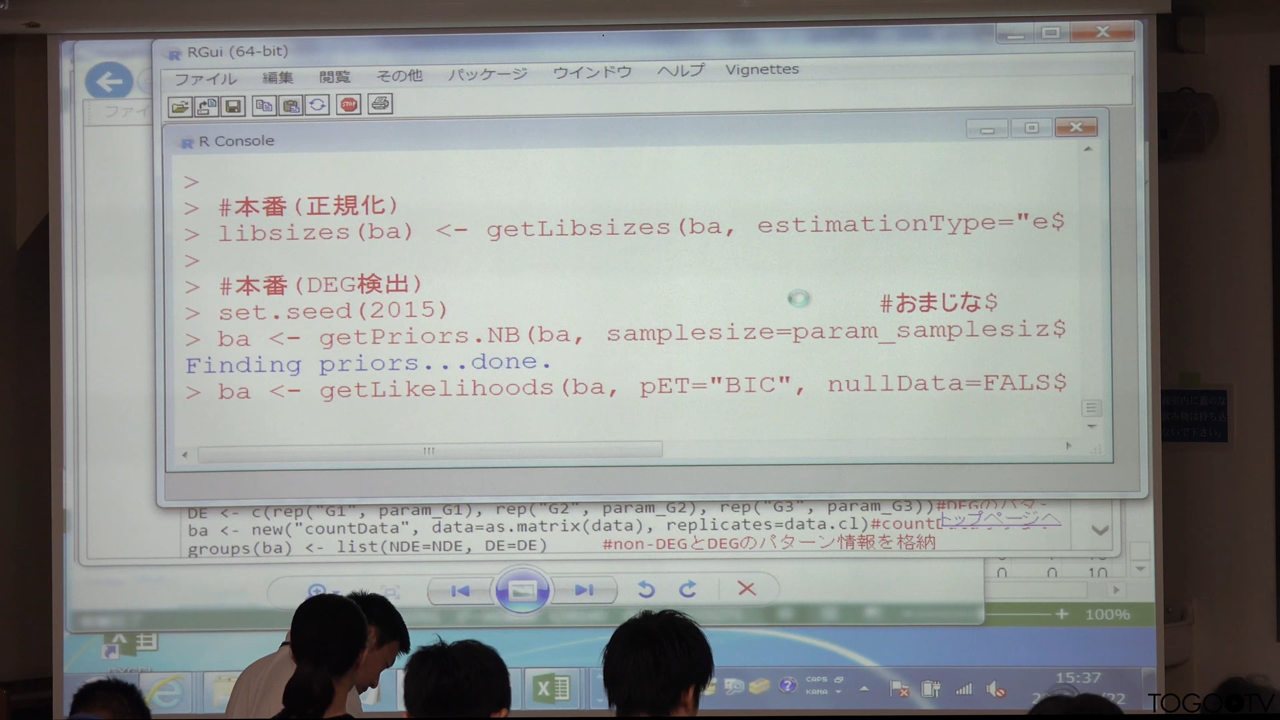 RGui (64-bit)
ファイル 編集 閲覧 その他 パッケージ ウインドウ ヘルプ Vignettes
STOP
R Console
>
> #本番(正規化)
> libsizes(ba) <- getLibsizes(ba, estimationType="e$
>
> #本番(DEG検出)
> set.seed(2015) #おまじな$
> ba <- getPriors.NB(ba, samplesize=param_samplesiz$
Finding priors...done.
> ba <- getLikelihoods(ba, pET="BIC", nullData=FALS$
DE <- c(rep("G1", param_G1), rep("G2", param_G2), rep("G3", param_G3))#DEGのパター
ba <- new("countData", data=as.matrix(data), replicates=data.cl)#count
トップページへ
groups(ba) <- list(NDE=NDE, DE=DE) #non-DEGとDEGのパターン情報を格納
0 0 10
100%
CAPS
KANA
15:37
TOGOTV